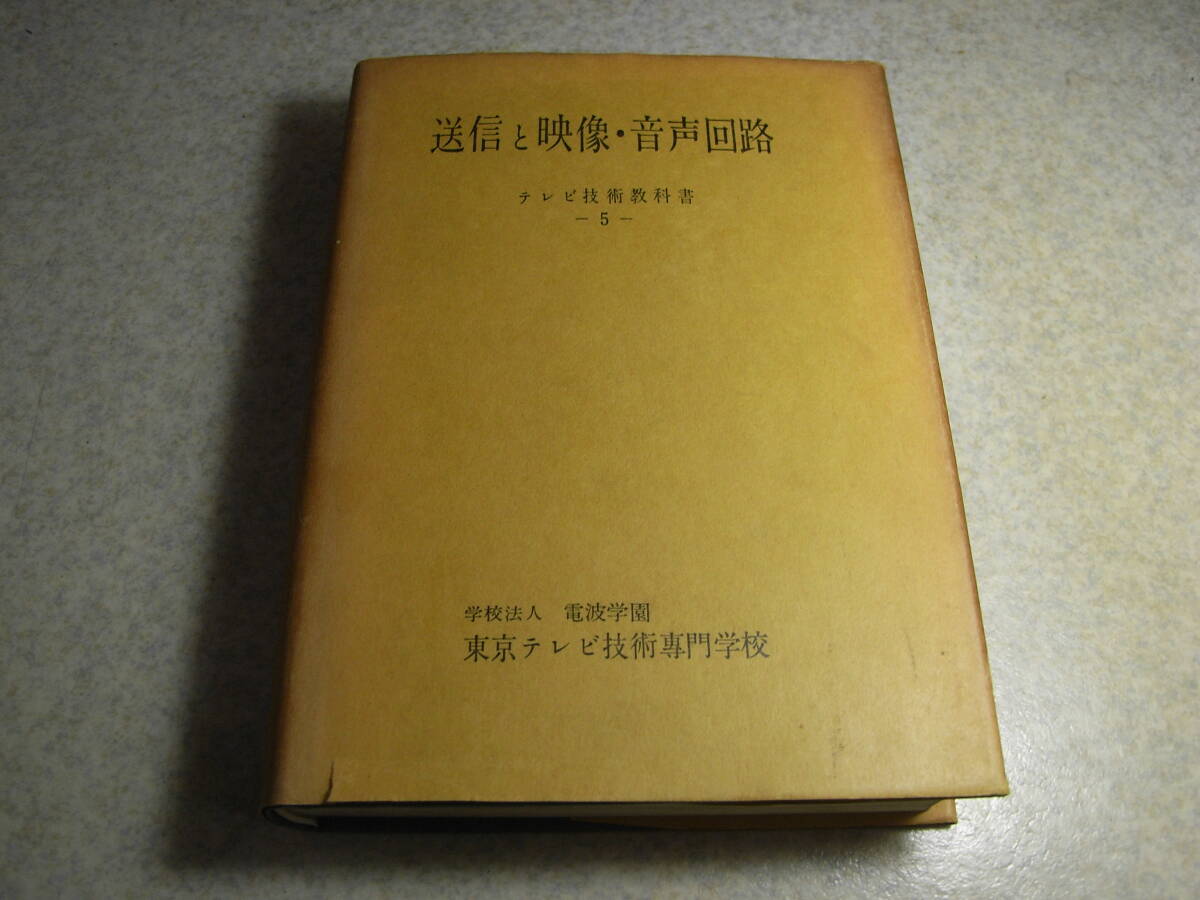 送信と映像・音声回路
テレビ技術教科書
— 5 —
学校法人 電波学園
東京テレビ技術専門学校